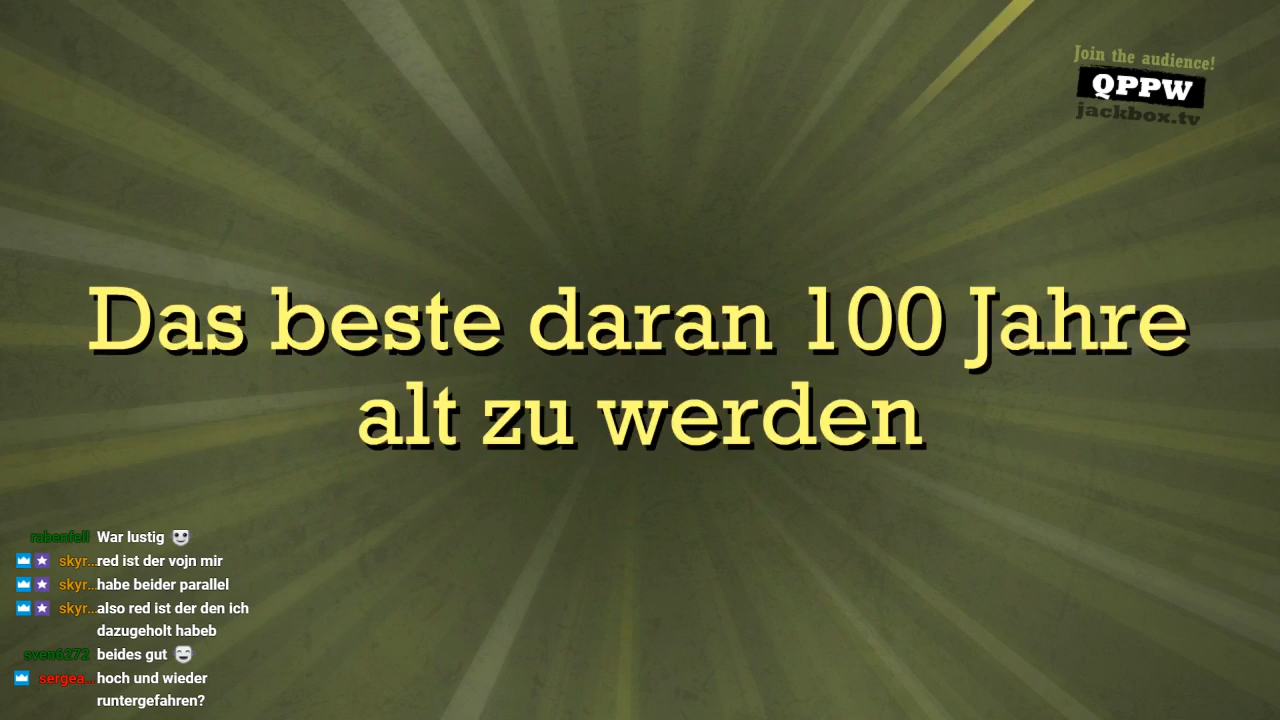 Join the audience!
QPPW
jackbox.tv
Das beste daran 100 Jahre
alt zu werden
rabenfell War lustig
skyr... red ist der vojn mir
skyr... habe beider parallel
skyr... also red ist der den ich
dazugeholt habeb
sven6272 beides gut
sergea... hoch und wieder
runtergefahren?